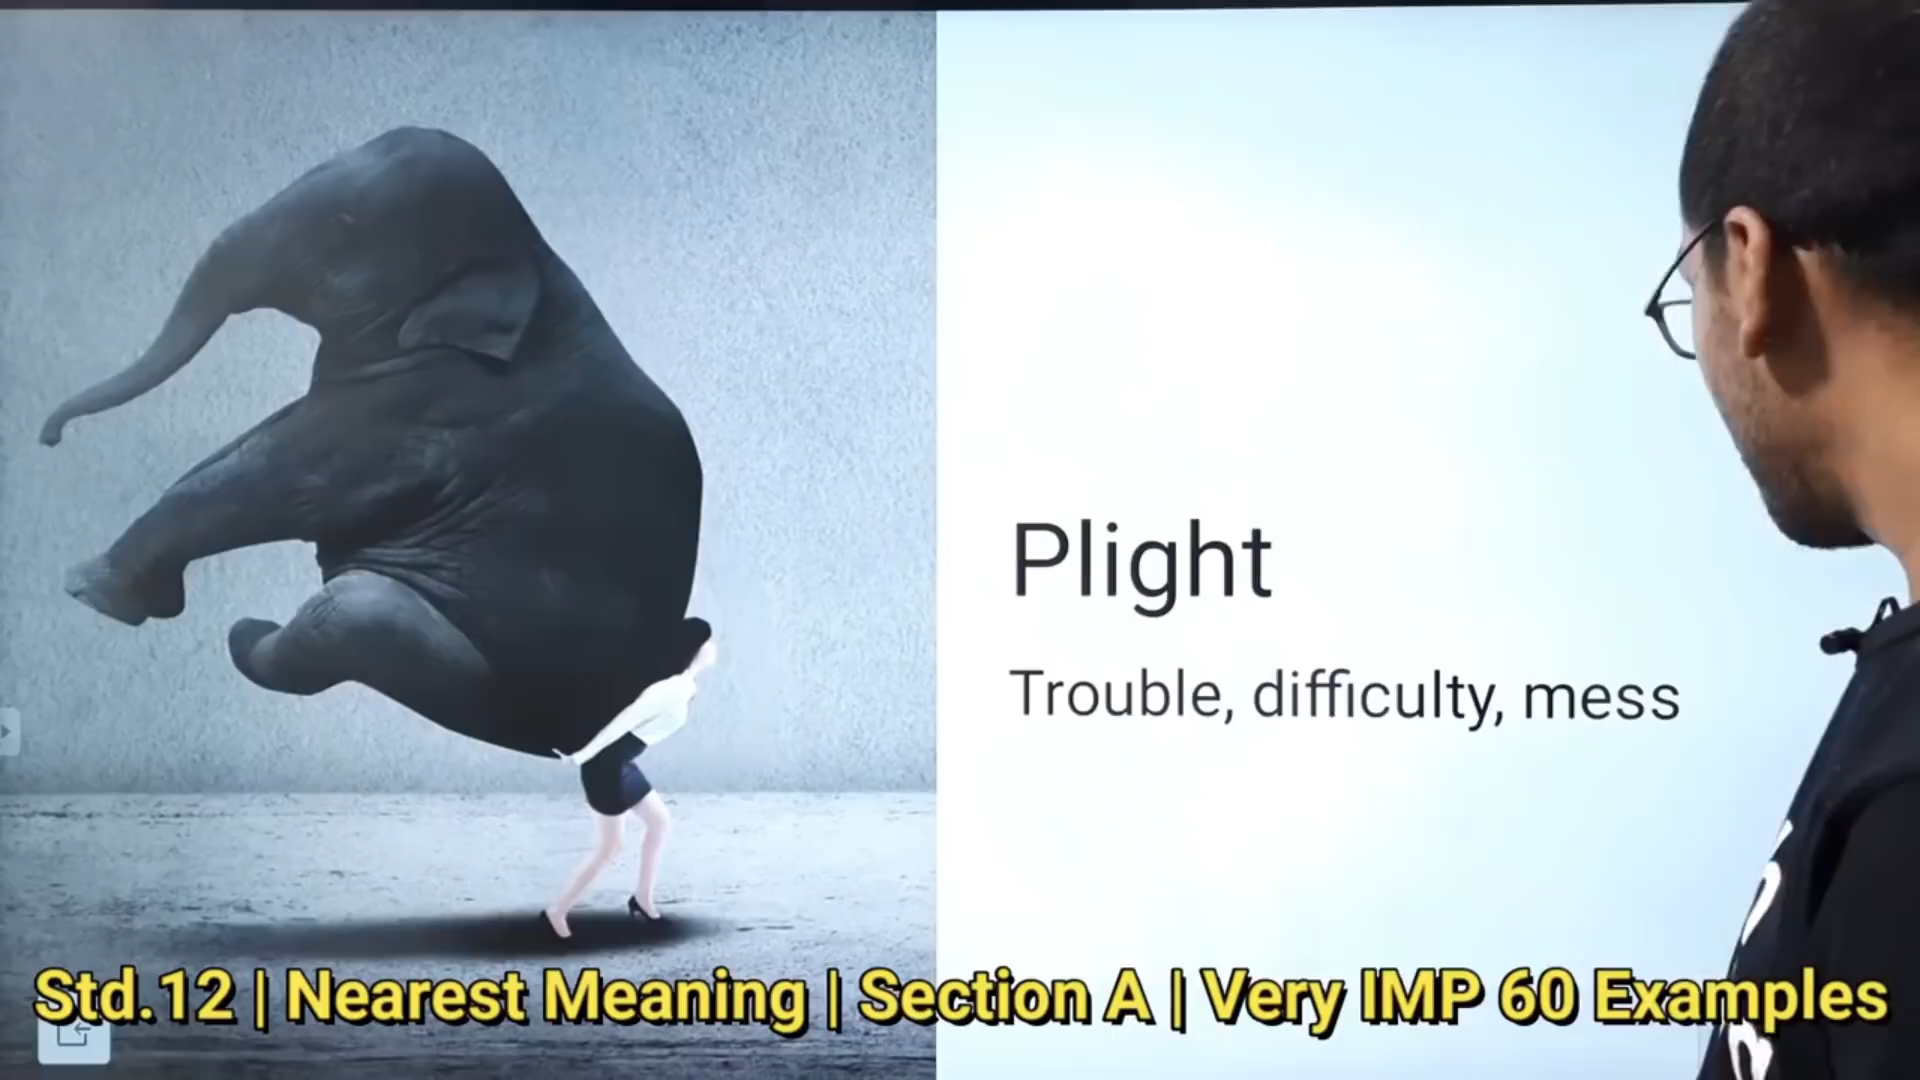 Plight
Trouble, difficulty, mess
Std.12 | Nearest Meaning | Section A | Very IMP 60 Examples